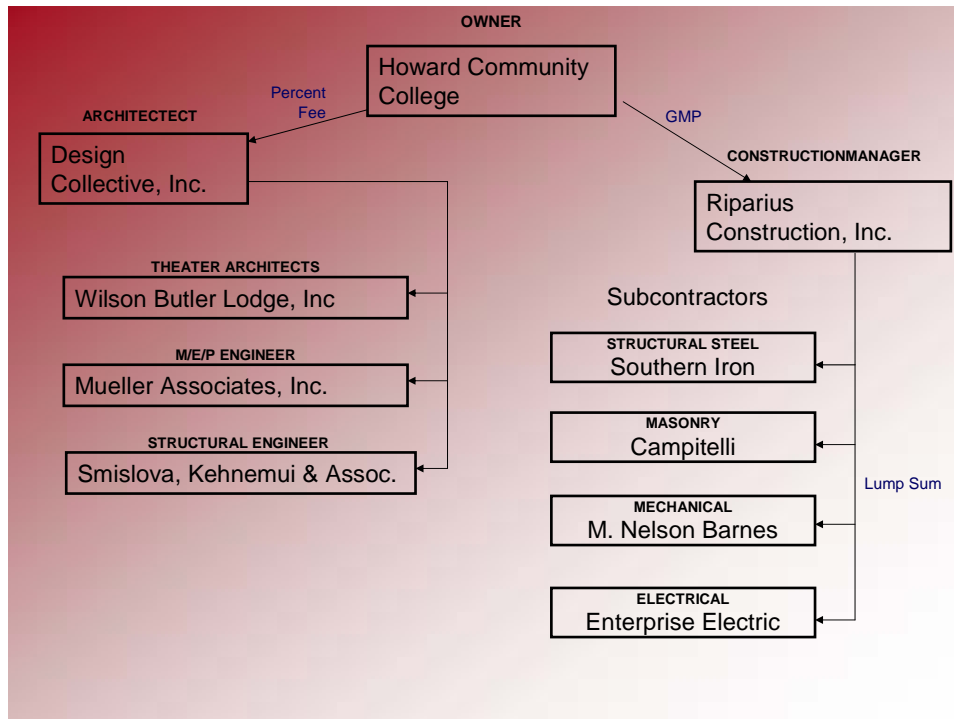 OWNER
Howard Community
College
Percent
Fee
GMP
ARCHITECTECT
Design
Collective, Inc.
CONSTRUCTIONMANAGER
Riparius
Construction, Inc.
THEATER ARCHITECTS
Wilson Butler Lodge, Inc
M/E/P ENGINEER
Mueller Associates, Inc.
STRUCTURAL ENGINEER
Smislova, Kehnemui & Assoc.
Subcontractors
STRUCTURAL STEEL
Southern Iron
MASONRY
Campitelli
Lump Sum
MECHANICAL
M. Nelson Barnes
ELECTRICAL
Enterprise Electric